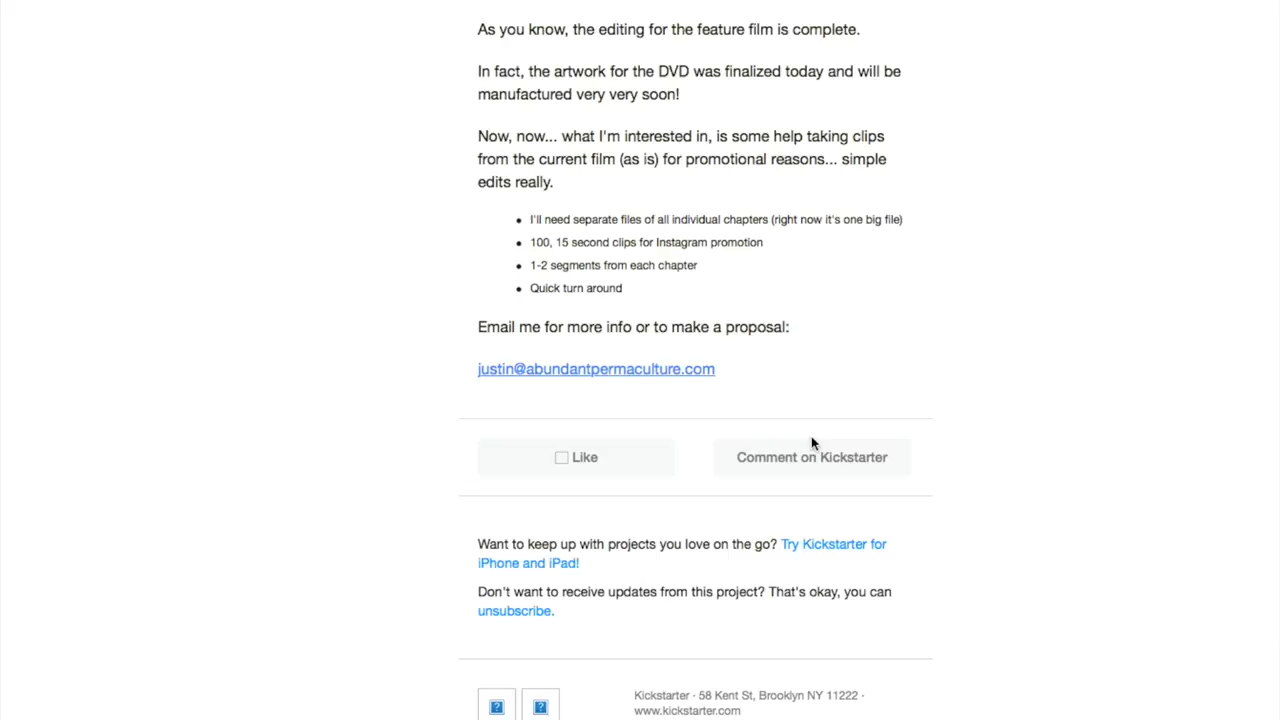 As you know, the editing for the feature film is complete.
In fact, the artwork for the DVD was finalized today and will be
manufactured very very soon!
Now, now... what I'm interested in, is some help taking clips
from the current film (as is) for promotional reasons... simple
edits really.
• I'll need separate files of all individual chapters (right now it's one big file)
• 100, 15 second clips for Instagram promotion
• 1-2 segments from each chapter
• Quick turn around
Email me for more info or to make a proposal:
justin@abundantpermaculture.com
Like
Comment on Kickstarter
Want to keep up with projects you love on the go? Try Kickstarter for
iPhone and iPad!
Don't want to receive updates from this project? That's okay, you can
unsubscribe.
Kickstarter · 58 Kent St, Brooklyn NY 11222 ·
www.kickstarter.com